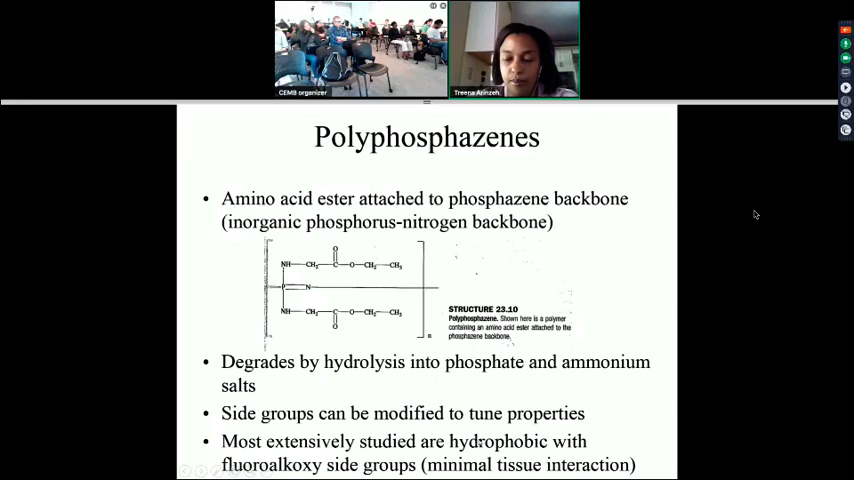 CEMB organizer
Treena Arinzeh
Polyphosphazenes
• Amino acid ester attached to phosphazene backbone
(inorganic phosphorus-nitrogen backbone)
O
NH—CH2—C—O—CH2—CH3
P=N
NH—CH2—C—O—CH2—CH3
O
n
STRUCTURE 23.10
Polyphosphazene. Shown here is a polymer
containing an amino acid ester attached to the
phosphazene backbone.
• Degrades by hydrolysis into phosphate and ammonium
salts
• Side groups can be modified to tune properties
• Most extensively studied are hydrophobic with
fluoroalkoxy side groups (minimal tissue interaction)